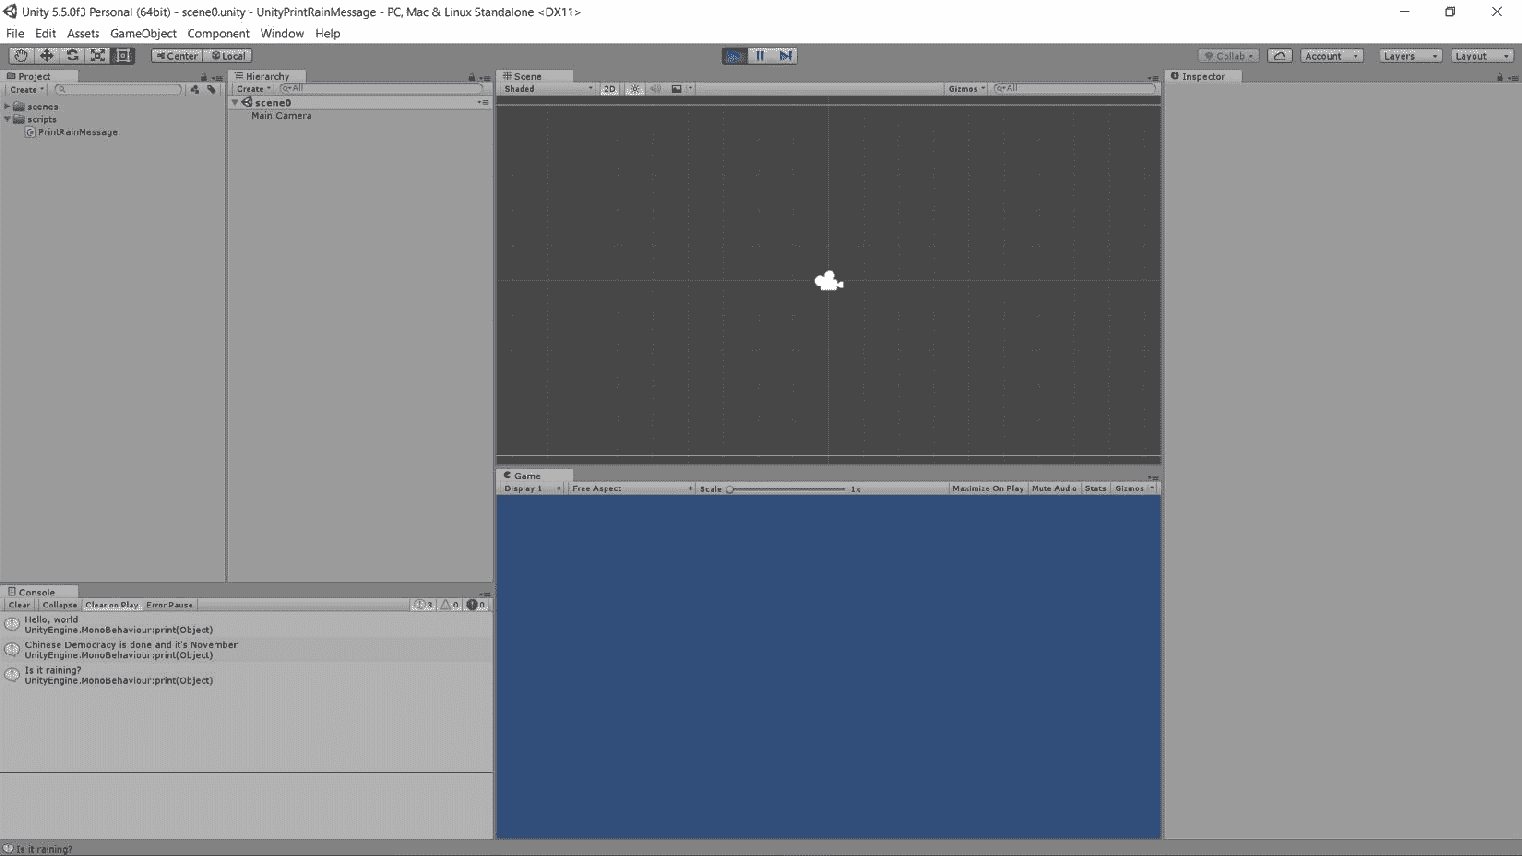 Unity 5.5.0f3 Personal (64bit) - scene0.unity - UnityPrintRainMessage - PC, Mac & Linux Standalone <DX11>
File Edit Assets GameObject Component Window Help
Center Local Collab Account Layers Layout
Project
Create
scenes
scripts
PrintRainMessage
Hierarchy
Create All
scene0
Main Camera
Scene
Shaded 2D Gizmos All
Game
Display 1 Free Aspect Scale 1x Maximize On Play Mute Audio Stats Gizmos
Inspector
Console
Clear Collapse Clear on Play Error Pause 3 0 0
Hello, world
UnityEngine.MonoBehaviour:print(Object)
Chinese Democracy is done and it's November
UnityEngine.MonoBehaviour:print(Object)
Is it raining?
UnityEngine.MonoBehaviour:print(Object)
Is it raining?